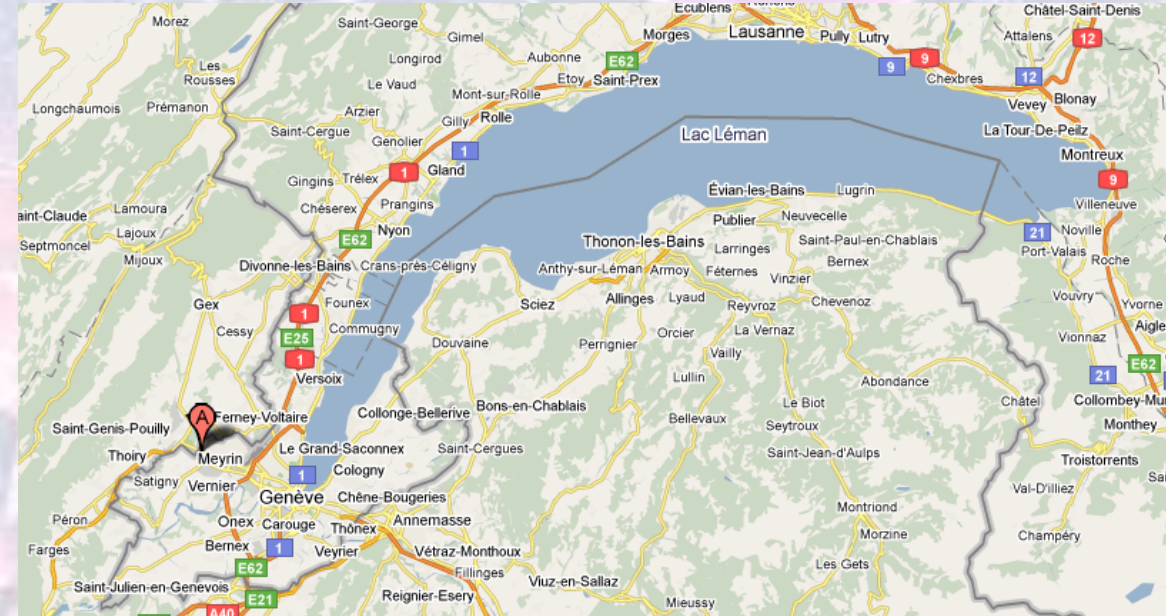 Ecublens
Renens
Châtel-Saint-Denis
Morez
Saint-George
Gimel
Morges
Lausanne
Pully
Lutry
Attalens
12
Les
Rousses
Longirod
Aubonne
E62
9
9
Etoy
Saint-Prex
Chexbres
12
Le Vaud
Mont-sur-Rolle
Vevey
Blonay
Longchaumois
Prémanon
Arzier
Gilly
Rolle
Saint-Cergue
Lac Léman
La Tour-De-Peilz
Genolier
1
Montreux
1
Gland
Gingins
Trélex
9
Évian-les-Bains
Lugrin
Chéserex
Prangins
Villeneuve
aint-Claude
Lamoura
Publier
Neuvecelle
Nyon
21
Noville
Lajoux
E62
Thonon-les-Bains
Saint-Paul-en-Chablais
Septmoncel
Larringes
Port-Valais
Mijoux
Roche
Divonne-les-Bains
Crans-près-Céligny
Anthy-sur-Léman
Armoy
Féternes
Bernex
Vinzier
Gex
Founex
Sciez
Allinges
Lyaud
Reyvroz
Chevenoz
Vouvry
Yvorne
1
Cessy
Commugny
Orcier
La Vernaz
Aigle
E25
Douvaine
Perrignier
Vionnaz
1
Vailly
E62
Versoix
Lullin
Abondance
21
Collonge-Bellerive
Bons-en-Chablais
Le Biot
Châtel
Collombey-Mu
A
Ferney-Voltaire
Bellevaux
Seytroux
Monthey
Saint-Genis-Pouilly
Le Grand-Saconnex
Saint-Cergues
Saint-Jean-d'Aulps
Thoiry
Meyrin
Cologny
Troistorrents
1
Satigny
Vernier
Sai
Genève
Chêne-Bougeries
Val-D'illiez
Montriond
Péron
Onex
Carouge
Thônex
Annemasse
Morzine
Champéry
Farges
Bernex
1
Veyrier
Vétraz-Monthoux
E62
Fillinges
Les Gets
Saint-Julien-en-Genevois
Viuz-en-Sallaz
E21
Reignier-Esery
Mieussy
A40